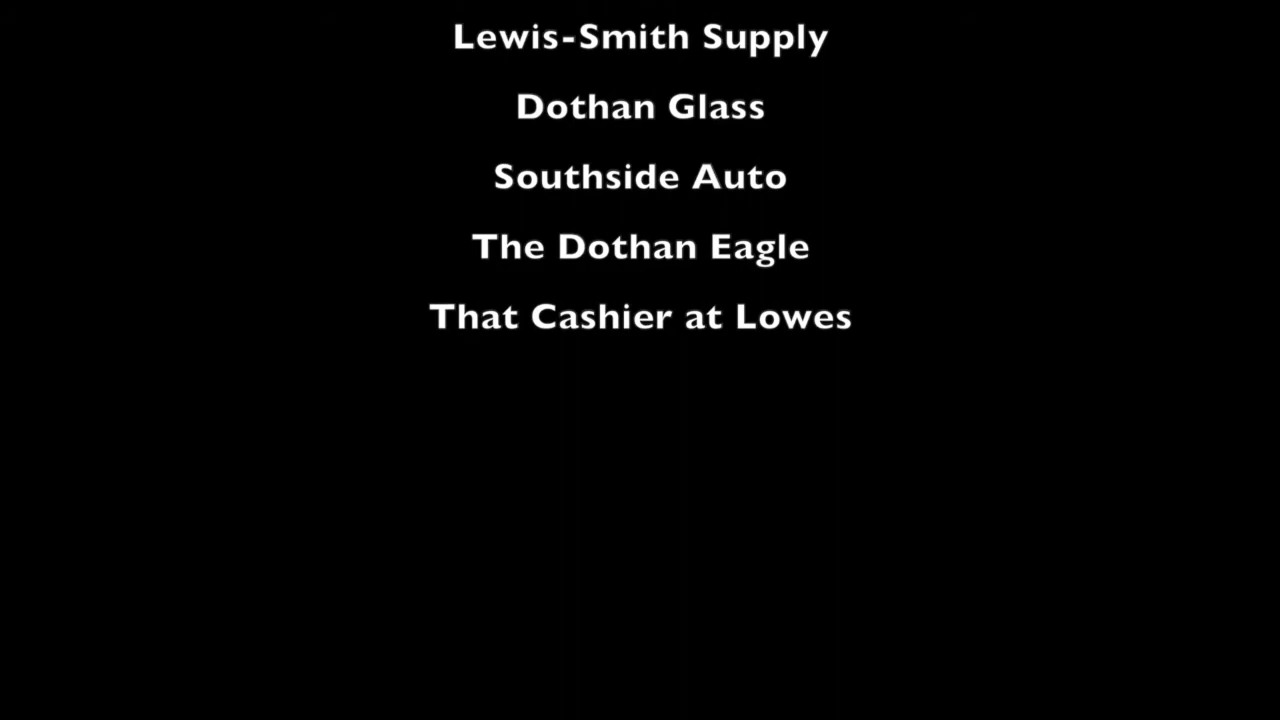 Lewis-Smith Supply
Dothan Glass
Southside Auto
The Dothan Eagle
That Cashier at Lowes